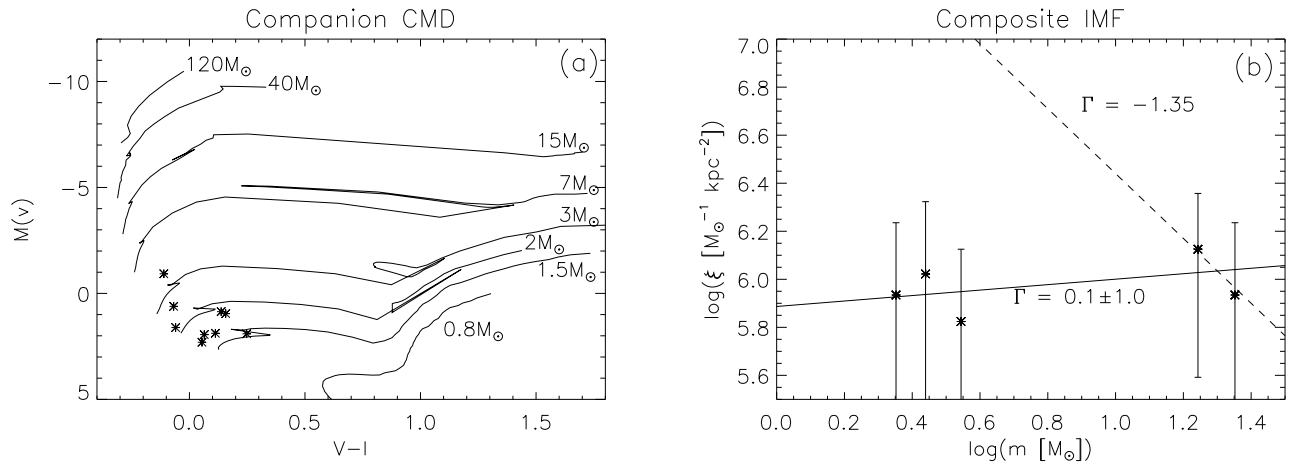 Companion CMD
(a)
120M⊙
40M⊙
15M⊙
7M⊙
3M⊙
2M⊙
1.5M⊙
0.8M⊙
-10
-5
0
5
M(v)
0.0 0.5 1.0 1.5
V-I
Composite IMF
(b)
Γ = -1.35
Γ = 0.1±1.0
7.0
6.8
6.6
6.4
6.2
6.0
5.8
5.6
log(ξ [M⊙⁻¹ kpc⁻²])
0.0 0.2 0.4 0.6 0.8 1.0 1.2 1.4
log(m [M⊙])